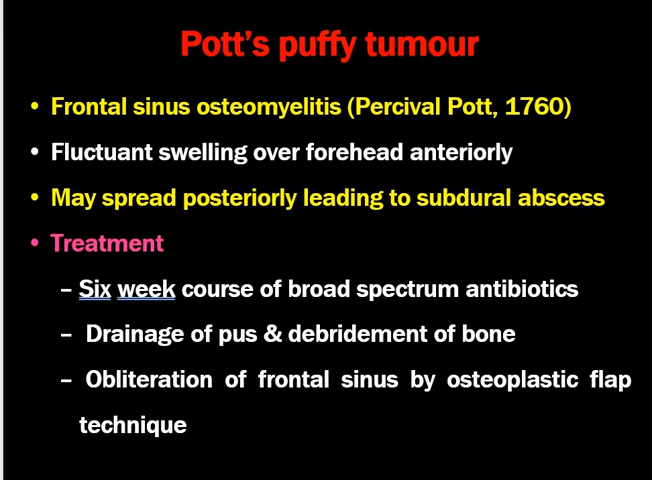 Pott's puffy tumour
• Frontal sinus osteomyelitis (Percival Pott, 1760)
• Fluctuant swelling over forehead anteriorly
• May spread posteriorly leading to subdural abscess
• Treatment
– Six week course of broad spectrum antibiotics
– Drainage of pus & debridement of bone
– Obliteration of frontal sinus by osteoplastic flap
technique